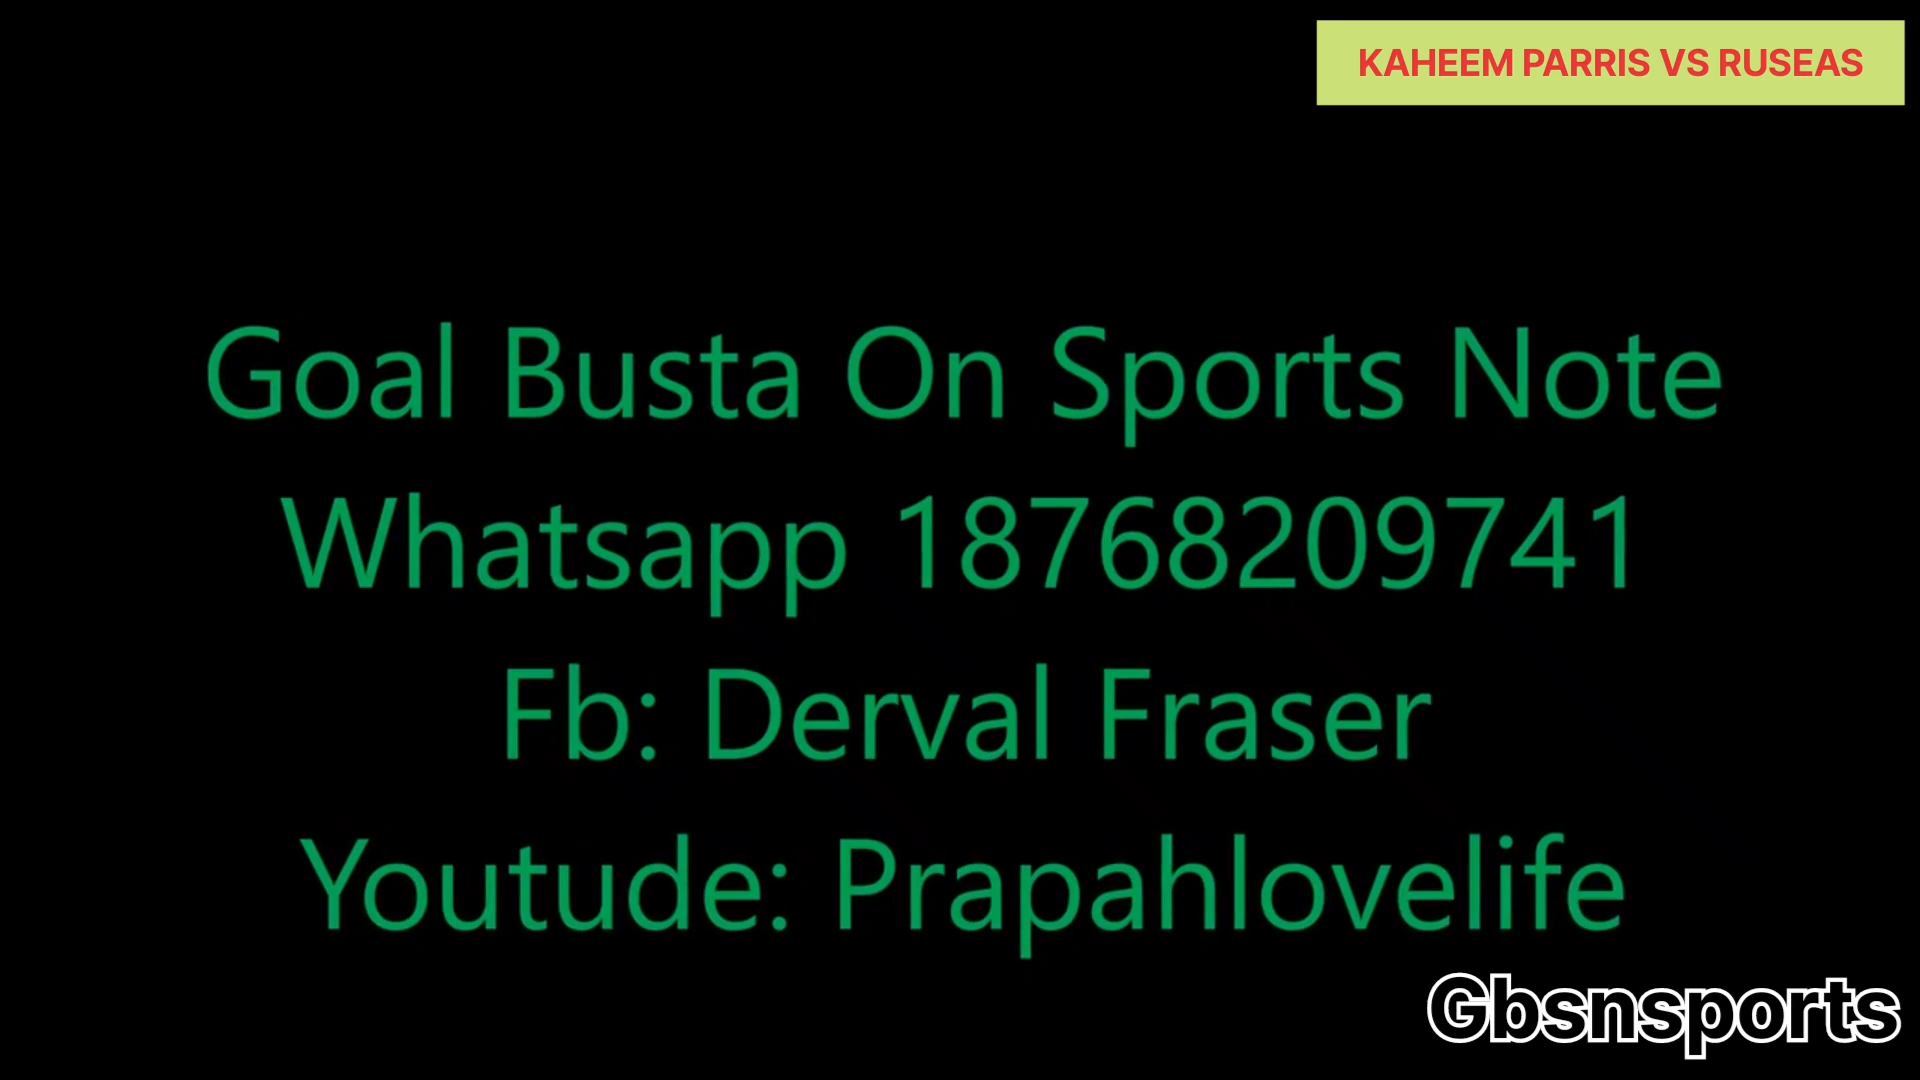 KAHEEM PARRIS VS RUSEAS
Goal Busta On Sports Note
Whatsapp 18768209741
Fb: Derval Fraser
Youtude: Prapahlovelife
Gbsnsports